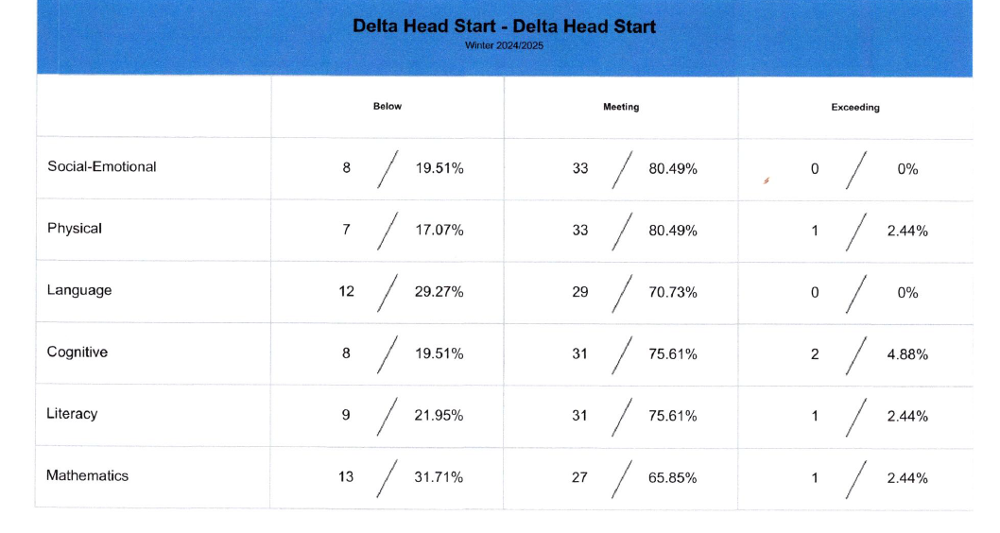 Delta Head Start - Delta Head Start
Winter 2024/2025
Below Meeting Exceeding
Social-Emotional 8 / 19.51% 33 / 80.49% 0 / 0%
Physical 7 / 17.07% 33 / 80.49% 1 / 2.44%
Language 12 / 29.27% 29 / 70.73% 0 / 0%
Cognitive 8 / 19.51% 31 / 75.61% 2 / 4.88%
Literacy 9 / 21.95% 31 / 75.61% 1 / 2.44%
Mathematics 13 / 31.71% 27 / 65.85% 1 / 2.44%